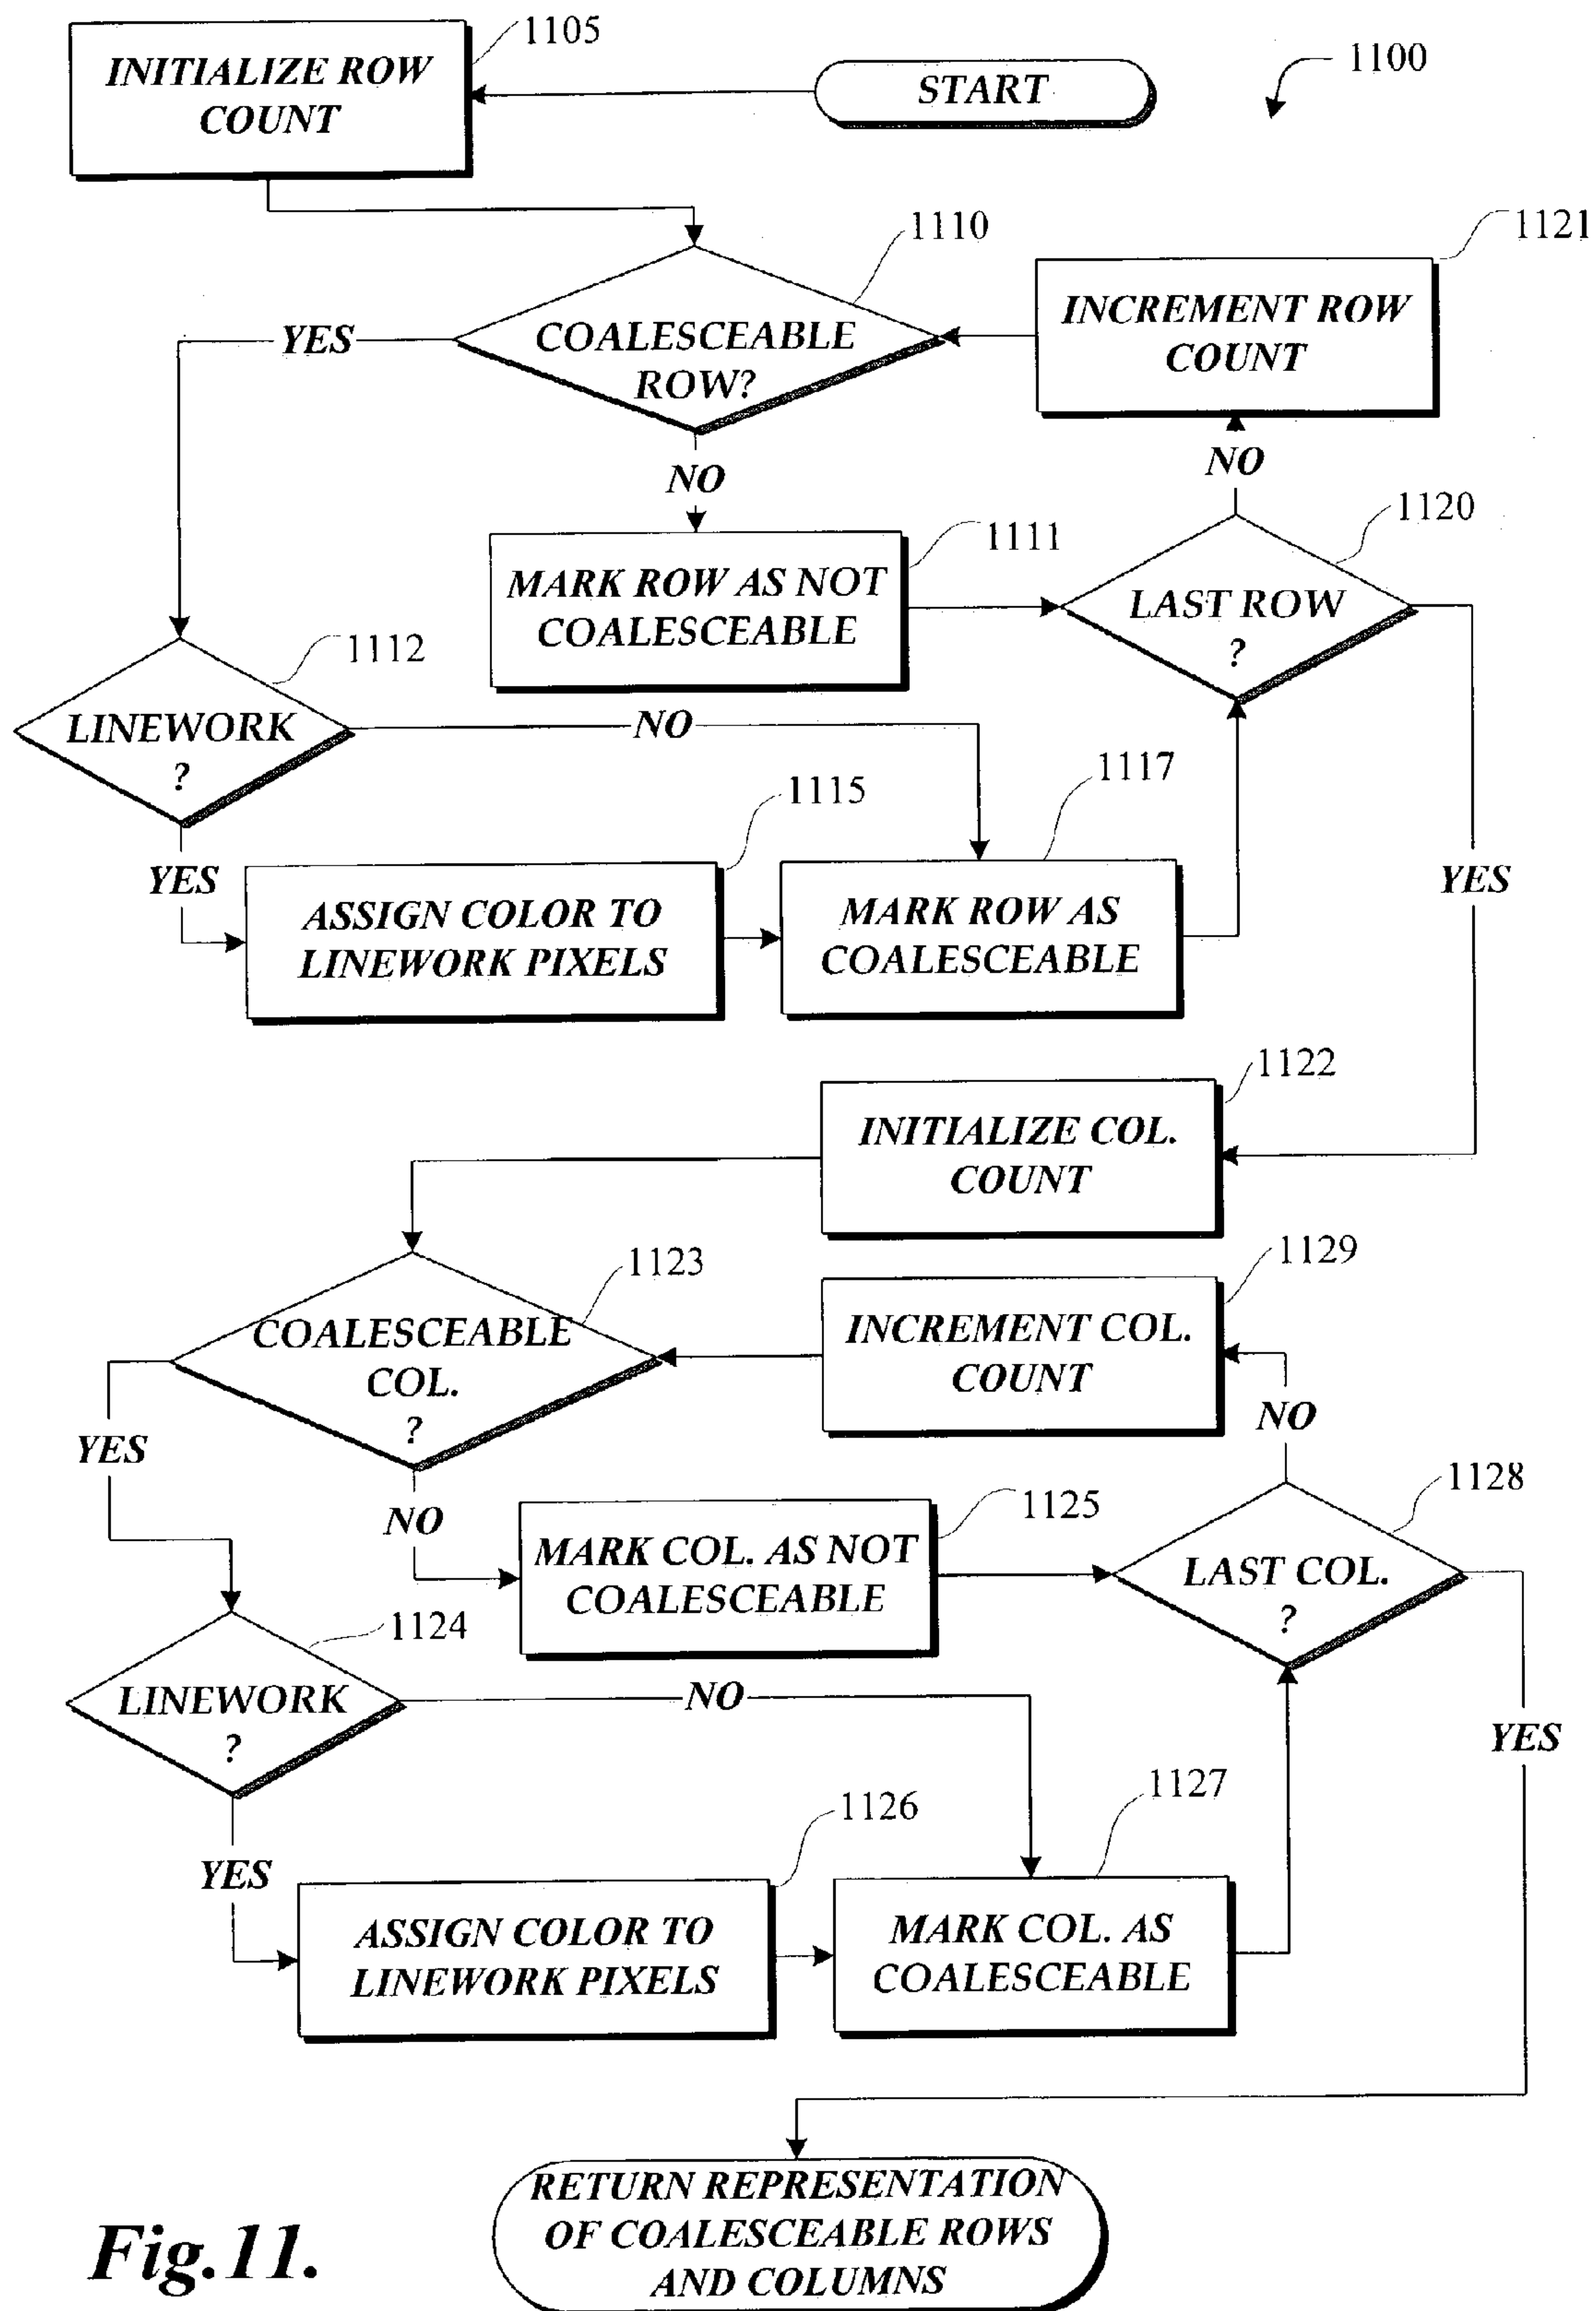 1105
INITIALIZE ROW
COUNT
START
1100
1110
1121
COALESCEABLE
ROW?
INCREMENT ROW
COUNT
YES
NO
NO
1120
1111
MARK ROW AS NOT
COALESCEABLE
LAST ROW
?
1112
LINEWORK
?
NO
1117
1115
YES
YES
ASSIGN COLOR TO
LINEWORK PIXELS
MARK ROW AS
COALESCEABLE
1122
INITIALIZE COL.
COUNT
1129
1123
COALESCEABLE
COL.
?
INCREMENT COL.
COUNT
NO
YES
1128
NO
1125
MARK COL. AS NOT
COALESCEABLE
LAST COL.
?
1124
LINEWORK
?
NO
YES
1127
1126
YES
ASSIGN COLOR TO
LINEWORK PIXELS
MARK COL. AS
COALESCEABLE
RETURN REPRESENTATION
OF COALESCEABLE ROWS
AND COLUMNS
Fig.11.